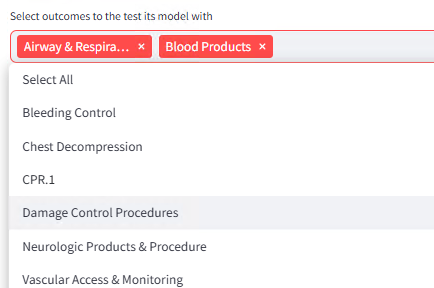 Select outcomes to the test its model with
Airway & Respira... × Blood Products ×
Select All
Bleeding Control
Chest Decompression
CPR.1
Damage Control Procedures
Neurologic Products & Procedure
Vascular Access & Monitoring